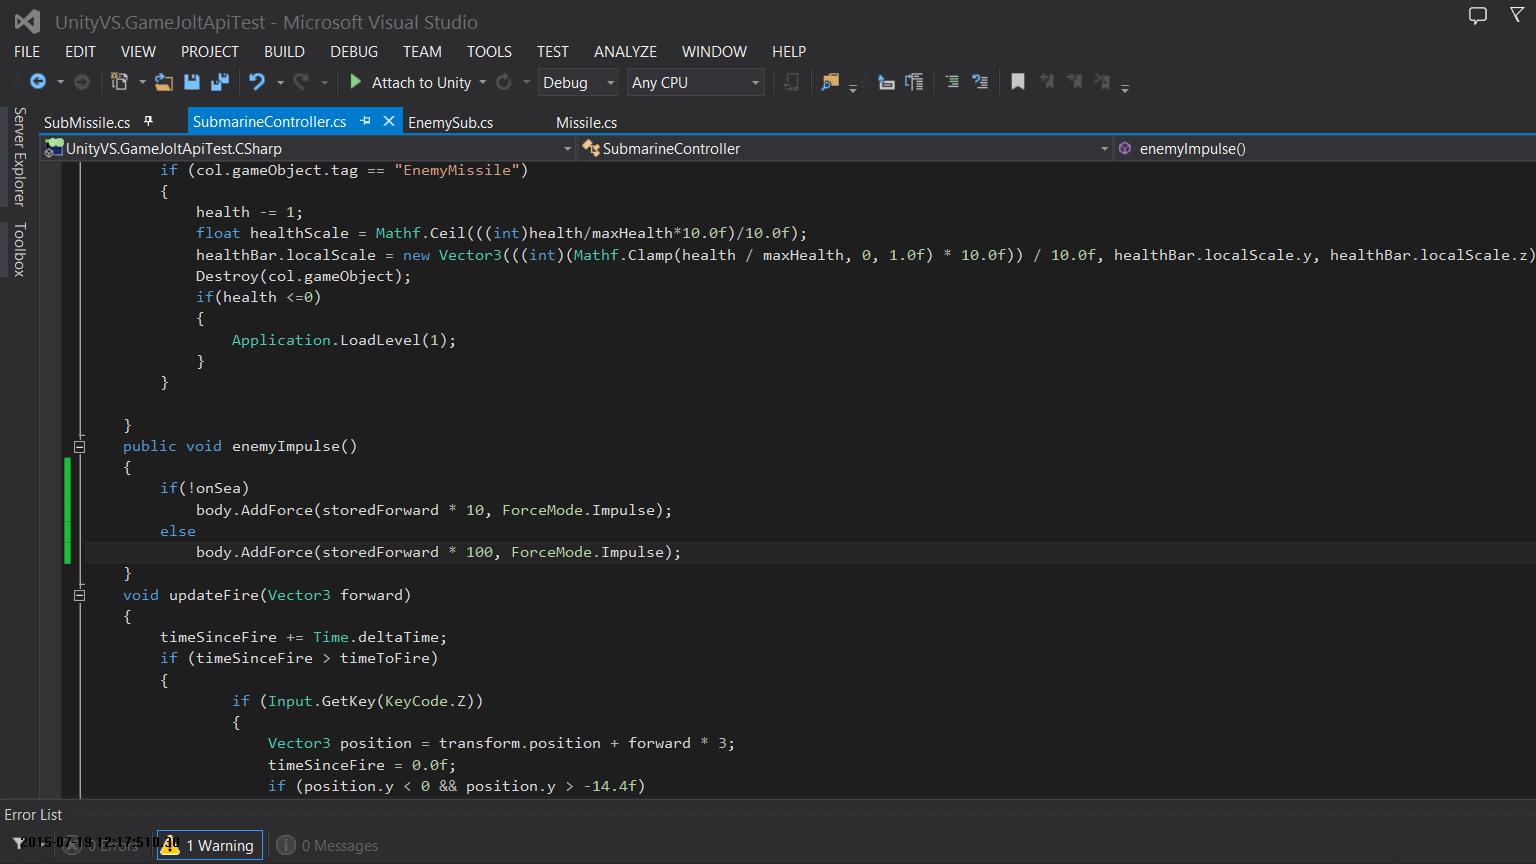 UnityVS.GameJoltApiTest - Microsoft Visual Studio
FILE EDIT VIEW PROJECT BUILD DEBUG TEAM TOOLS TEST ANALYZE WINDOW HELP
Attach to Unity Debug Any CPU
Server Explorer
Toolbox
SubMissile.cs SubmarineController.cs EnemySub.cs Missile.cs
UnityVS.GameJoltApiTest.CSharp SubmarineController enemyImpulse()
if (col.gameObject.tag == "EnemyMissile")
{
health -= 1;
float healthScale = Mathf.Ceil(((int)health/maxHealth*10.0f)/10.0f);
healthBar.localScale = new Vector3(((int)(Mathf.Clamp(health / maxHealth, 0, 1.0f) * 10.0f)) / 10.0f, healthBar.localScale.y, healthBar.localScale.z)
Destroy(col.gameObject);
if(health <=0)
{
Application.LoadLevel(1);
}
}
}
public void enemyImpulse()
{
if(!onSea)
body.AddForce(storedForward * 10, ForceMode.Impulse);
else
body.AddForce(storedForward * 100, ForceMode.Impulse);
}
void updateFire(Vector3 forward)
{
timeSinceFire += Time.deltaTime;
if (timeSinceFire > timeToFire)
{
if (Input.GetKey(KeyCode.Z))
{
Vector3 position = transform.position + forward * 3;
timeSinceFire = 0.0f;
if (position.y < 0 && position.y > -14.4f)
Error List
0 Errors 1 Warning 0 Messages